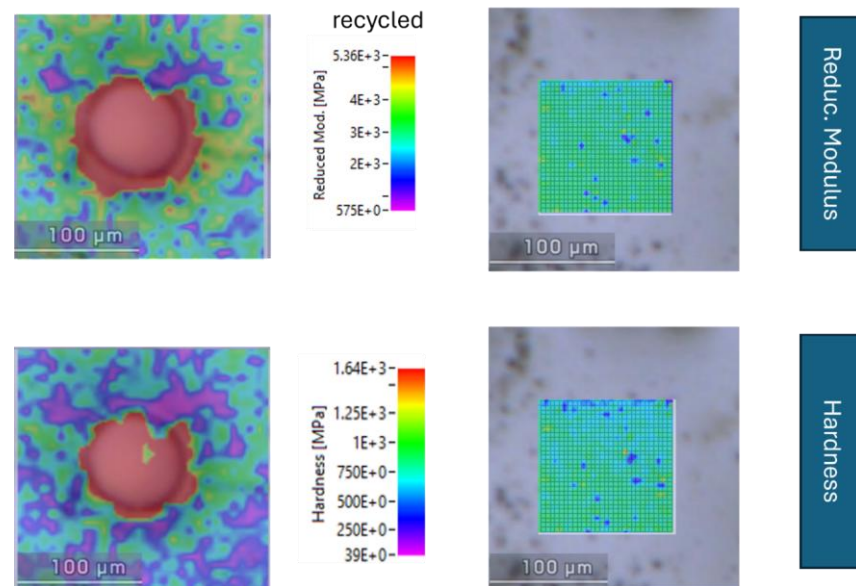 recycled
5.36E+3
4E+3
3E+3
2E+3
575E+0
Reduced Mod. [MPa]
100 µm
100 µm
Reduc. Modulus
1.64E+3
1.25E+3
1E+3
750E+0
500E+0
250E+0
39E+0
Hardness [MPa]
100 µm
100 µm
Hardness